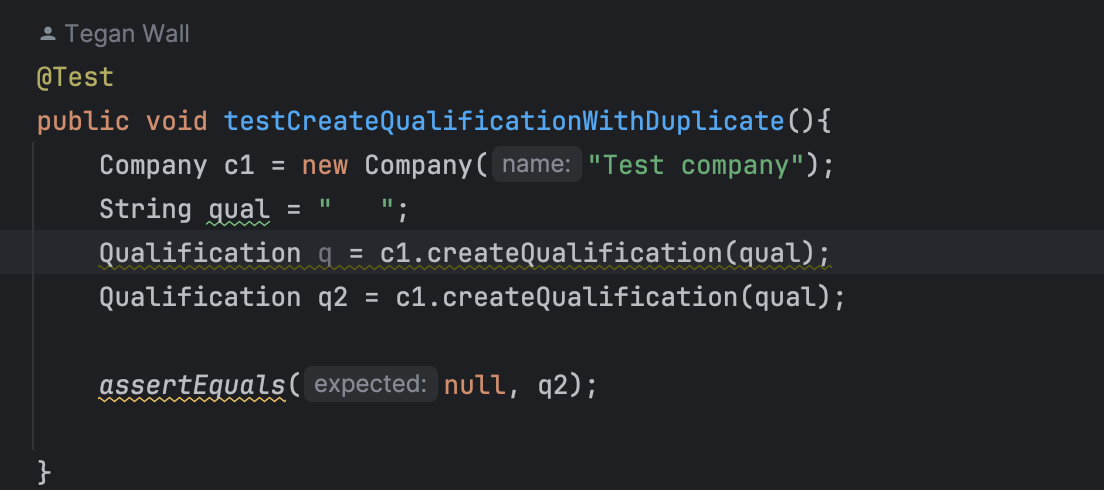 Tegan Wall
@Test
public void testCreateQualificationWithDuplicate(){
    Company c1 = new Company( name: "Test company");
    String qual = "   ";
    Qualification q = c1.createQualification(qual);
    Qualification q2 = c1.createQualification(qual);
    assertEquals( expected: null, q2);
}